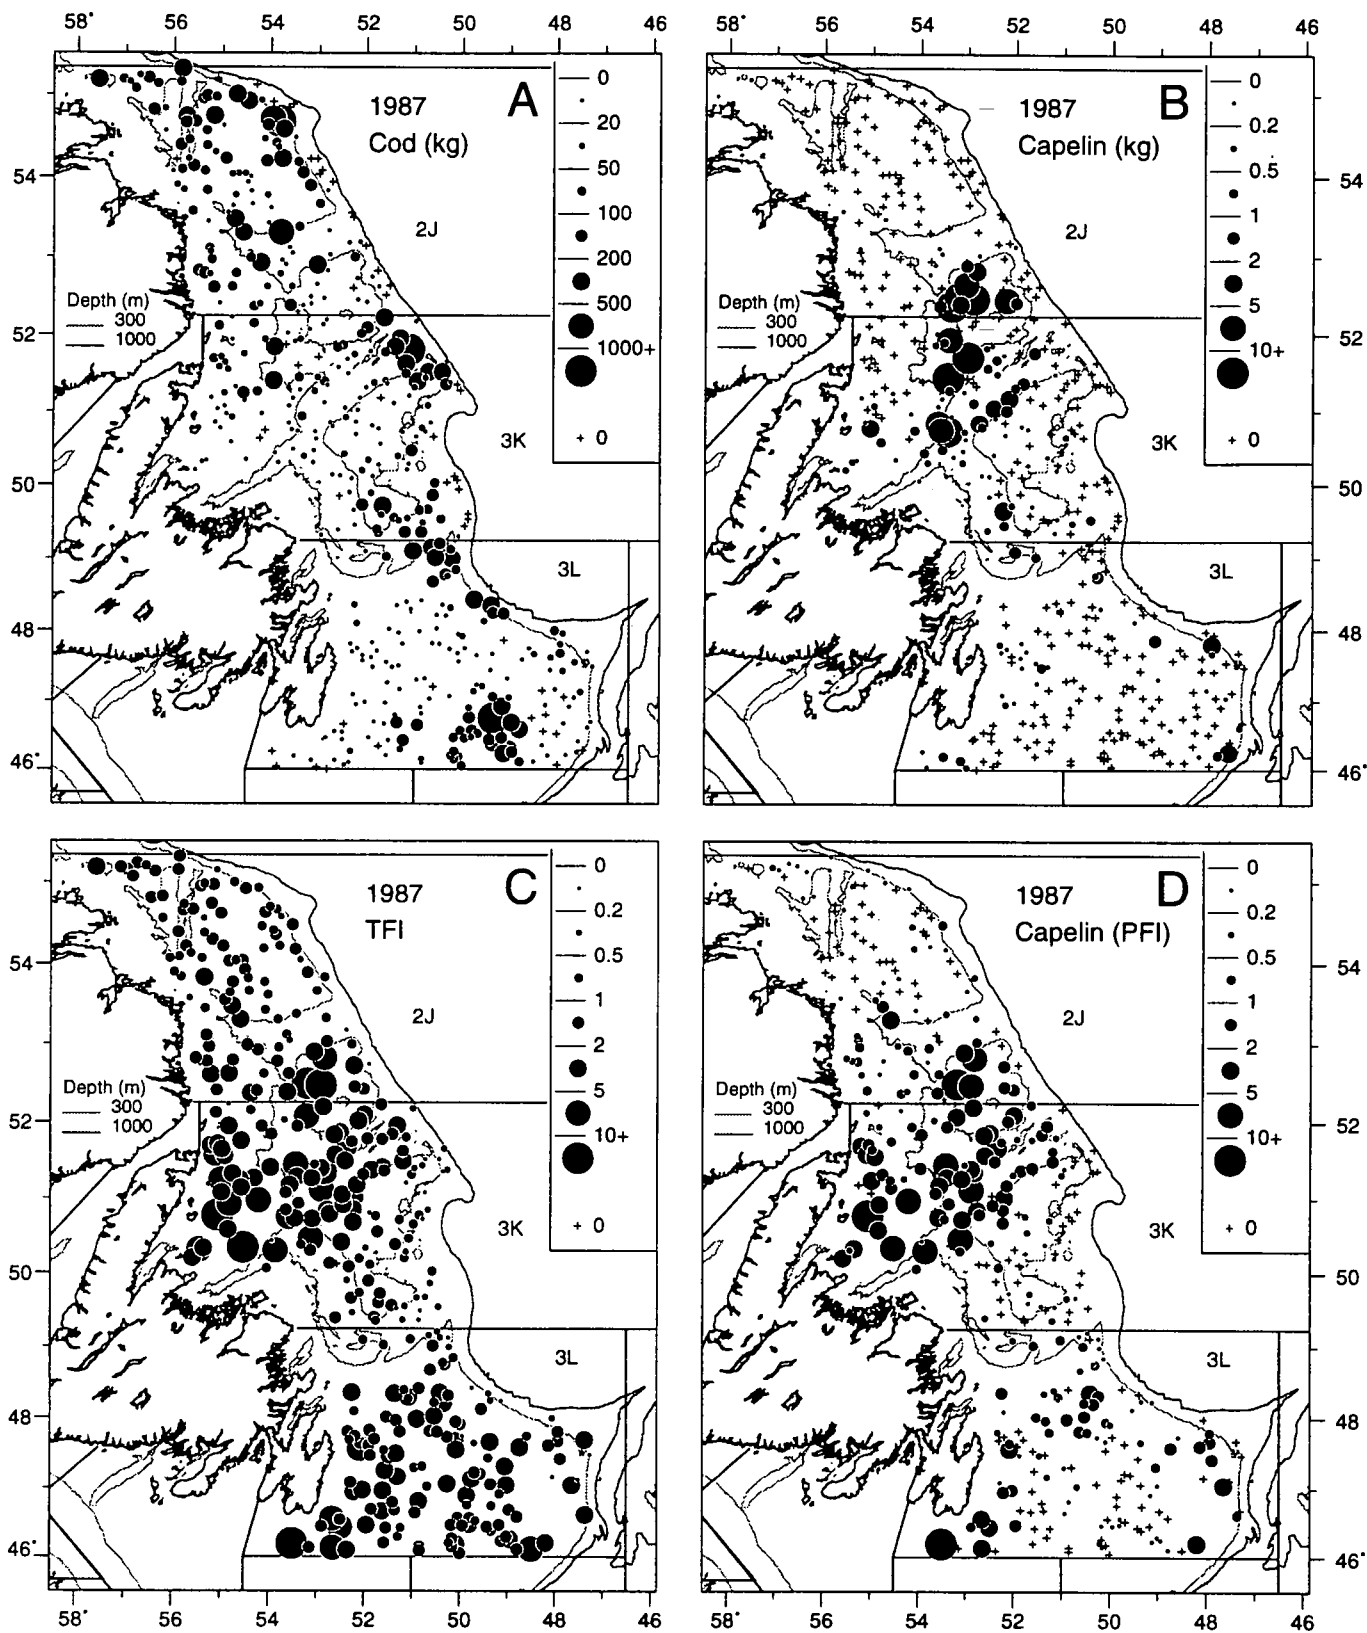 58° 56 54 52 50 48 46
58° 56 54 52 50 48 46
A
1987
Cod (kg)
0
20
50
100
200
500
1000+
+ 0
54
52
50
48
46°
2J
3K
3L
Depth (m)
300
1000
B
1987
Capelin (kg)
0
0.2
0.5
1
2
5
10+
+ 0
54
52
50
48
46°
2J
3K
3L
Depth (m)
300
1000
C
1987
TFI
0
0.2
0.5
1
2
5
10+
+ 0
54
52
50
48
46°
2J
3K
3L
Depth (m)
300
1000
D
1987
Capelin (PFI)
0
0.2
0.5
1
2
5
10+
+ 0
54
52
50
48
46°
2J
3K
3L
Depth (m)
300
1000
58° 56 54 52 50 48 46
58° 56 54 52 50 48 46